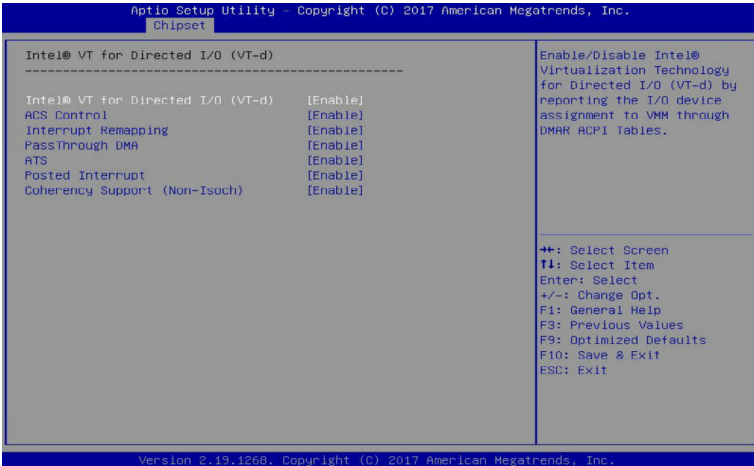 Aptio Setup Utility – Copyright (C) 2017 American Megatrends, Inc.
Chipset
Intel® VT for Directed I/O (VT-d)
--------------------------------------------------
Intel® VT for Directed I/O (VT-d) [Enable]
ACS Control [Enable]
Interrupt Remapping [Enable]
PassThrough DMA [Enable]
ATS [Enable]
Posted Interrupt [Enable]
Coherency Support (Non-Isoch) [Enable]
Enable/Disable Intel®
Virtualization Technology
for Directed I/O (VT-d) by
reporting the I/O device
assignment to VMM through
DMAR ACPI Tables.
→←: Select Screen
↑↓: Select Item
Enter: Select
+/-: Change Opt.
F1: General Help
F3: Previous Values
F9: Optimized Defaults
F10: Save & Exit
ESC: Exit
Version 2.19.1268. Copyright (C) 2017 American Megatrends, Inc.